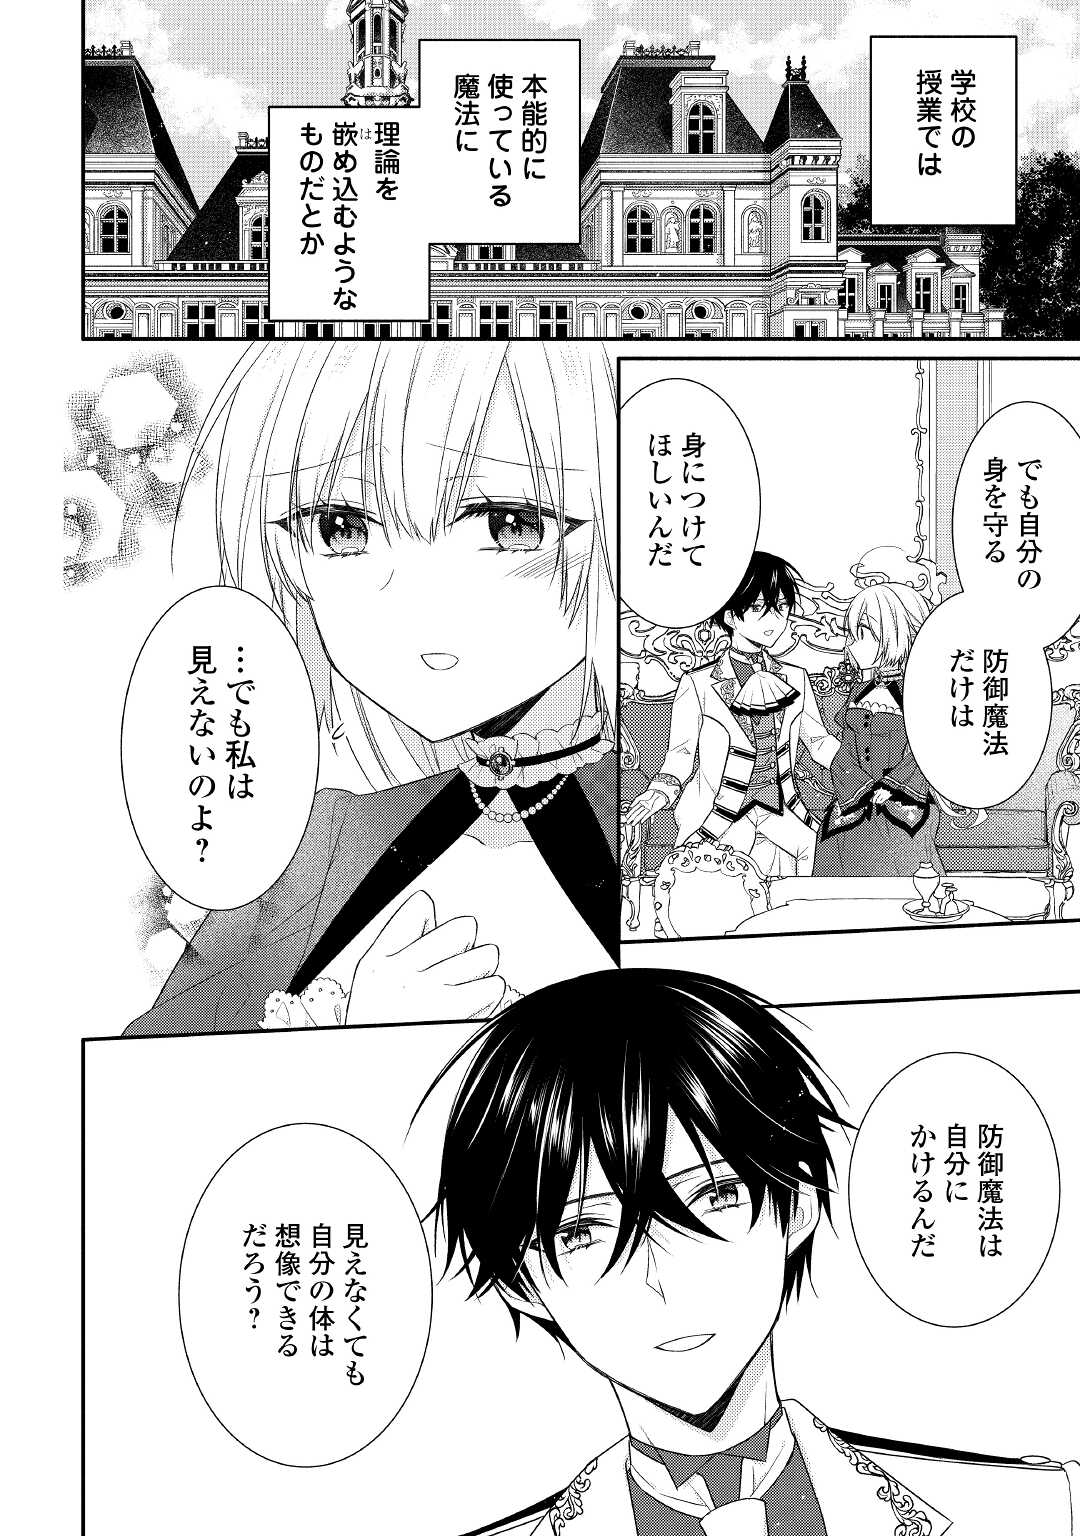 学校の
授業では
本能的に
使っている
魔法に
理論を
嵌め込むような
ものだとか
でも自分の
身を守る
防御魔法
だけは
身につけて
ほしいんだ
…でも私は
見えないのよ？
防御魔法は
自分に
かけるんだ
見えなくても
自分の体は
想像できる
だろう？